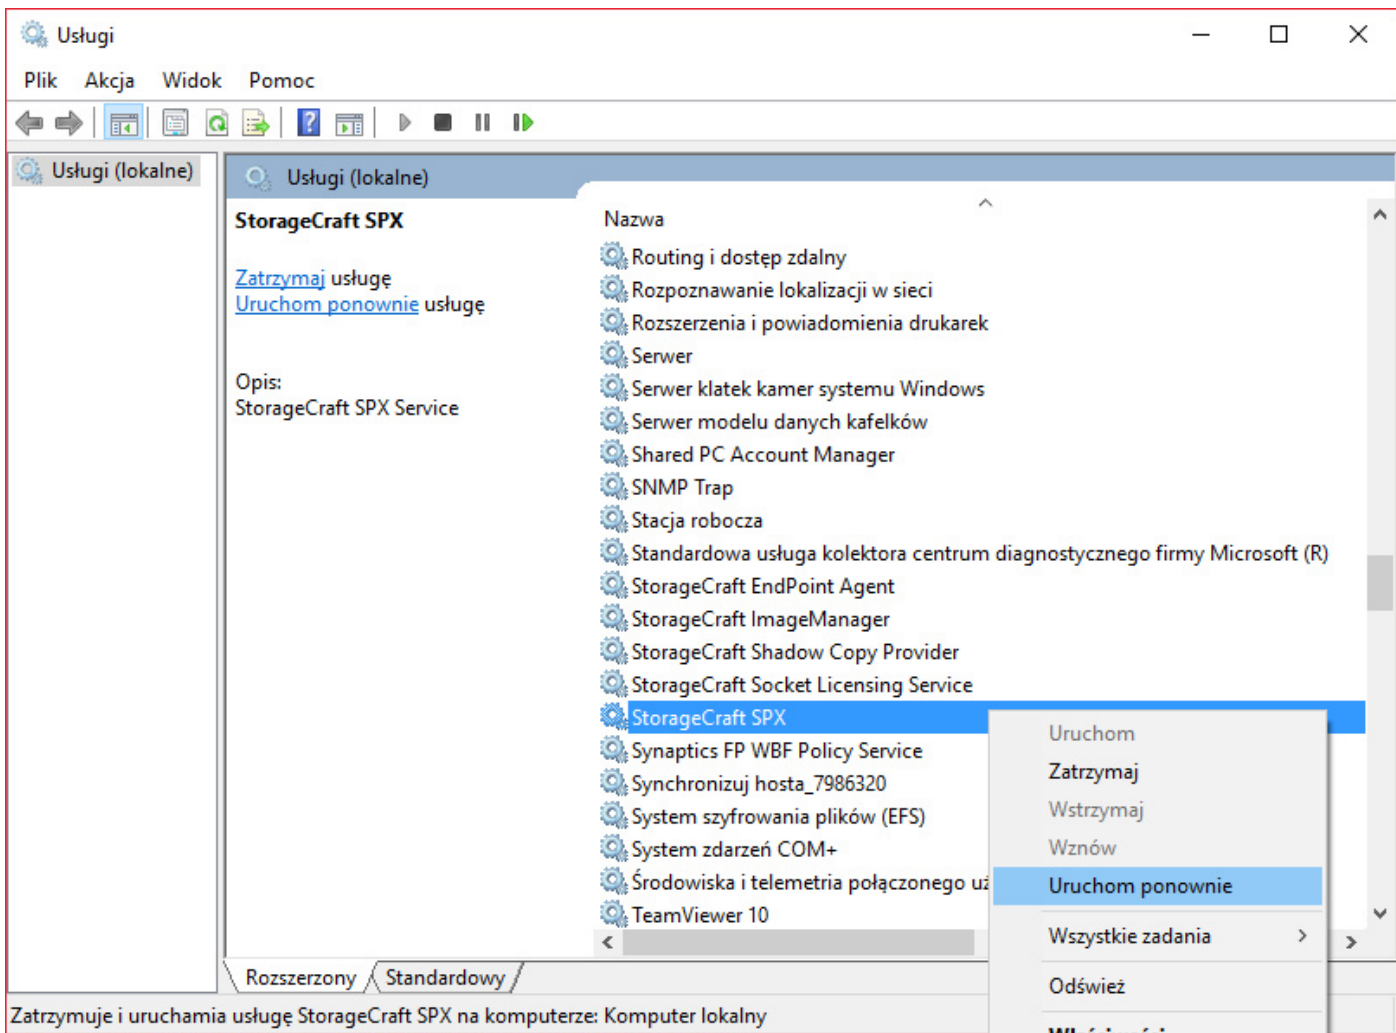 Usługi
Plik Akcja Widok Pomoc
Usługi (lokalne)
Usługi (lokalne)
StorageCraft SPX
Zatrzymaj usługę
Uruchom ponownie usługę
Opis:
StorageCraft SPX Service
Nazwa
Routing i dostęp zdalny
Rozpoznawanie lokalizacji w sieci
Rozszerzenia i powiadomienia drukarek
Serwer
Serwer klatek kamer systemu Windows
Serwer modelu danych kafelków
Shared PC Account Manager
SNMP Trap
Stacja robocza
Standardowa usługa kolektora centrum diagnostycznego firmy Microsoft (R)
StorageCraft EndPoint Agent
StorageCraft ImageManager
StorageCraft Shadow Copy Provider
StorageCraft Socket Licensing Service
StorageCraft SPX
Synaptics FP WBF Policy Service
Synchronizuj hosta_7986320
System szyfrowania plików (EFS)
System zdarzeń COM+
Środowiska i telemetria połączonego
TeamViewer 10
Uruchom
Zatrzymaj
Wstrzymaj
Wznów
Uruchom ponownie
Wszystkie zadania
Odśwież
Rozszerzony Standardowy
Zatrzymuje i uruchamia usługę StorageCraft SPX na komputerze: Komputer lokalny